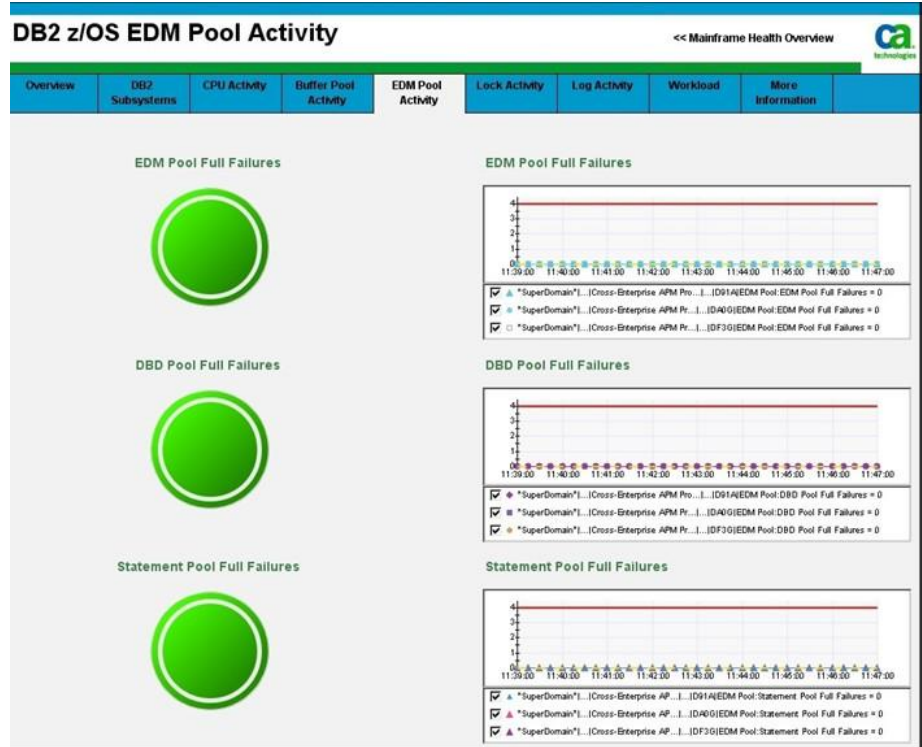 DB2 z/OS EDM Pool Activity
<< Mainframe Health Overview
ca
technologies
Overview
DB2 Subsystems
CPU Activity
Buffer Pool Activity
EDM Pool Activity
Lock Activity
Log Activity
Workload
More Information
EDM Pool Full Failures
EDM Pool Full Failures
4
3
2
1
0
11:39:00 11:40:00 11:41:00 11:42:00 11:43:00 11:44:00 11:45:00 11:46:00 11:47:00
*SuperDomain*|...|Cross-Enterprise APM Pro...|...|D91A|EDM Pool:EDM Pool Full Failures = 0
*SuperDomain*|...|Cross-Enterprise APM Pr...|...|DA0G|EDM Pool:EDM Pool Full Failures = 0
*SuperDomain*|...|Cross-Enterprise APM Pr...|...|DF3G|EDM Pool:EDM Pool Full Failures = 0
DBD Pool Full Failures
DBD Pool Full Failures
4
3
2
1
0
11:39:00 11:40:00 11:41:00 11:42:00 11:43:00 11:44:00 11:45:00 11:46:00 11:47:00
*SuperDomain*|...|Cross-Enterprise APM Pro...|...|D91A|EDM Pool:DBD Pool Full Failures = 0
*SuperDomain*|...|Cross-Enterprise APM Pr...|...|DA0G|EDM Pool:DBD Pool Full Failures = 0
*SuperDomain*|...|Cross-Enterprise APM Pr...|...|DF3G|EDM Pool:DBD Pool Full Failures = 0
Statement Pool Full Failures
Statement Pool Full Failures
4
3
2
1
0
11:39:00 11:40:00 11:41:00 11:42:00 11:43:00 11:44:00 11:45:00 11:46:00 11:47:00
*SuperDomain*|...|Cross-Enterprise AP...|...|D91A|EDM Pool:Statement Pool Full Failures = 0
*SuperDomain*|...|Cross-Enterprise AP...|...|DA0G|EDM Pool:Statement Pool Full Failures = 0
*SuperDomain*|...|Cross-Enterprise AP...|...|DF3G|EDM Pool:Statement Pool Full Failures = 0